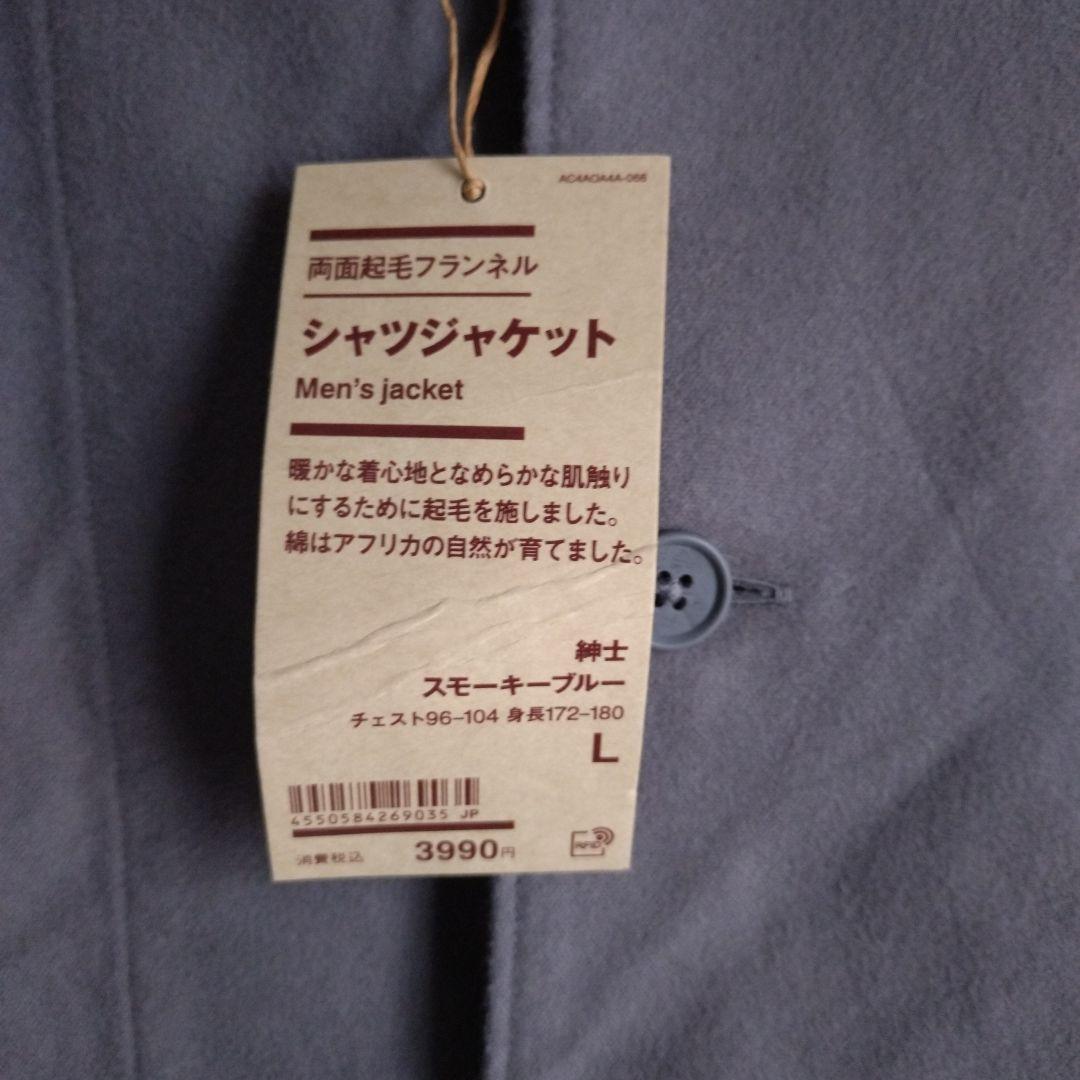 AC4AOA4A-066
両面起毛フランネル
シャツジャケット
Men's jacket
暖かな着心地となめらかな肌触り
にするために起毛を施しました。
綿はアフリカの自然が育てました。
紳士
スモーキーブルー
チェスト96–104 身長172–180
L
4550584269035 JP
消費税込 3990円
RFID